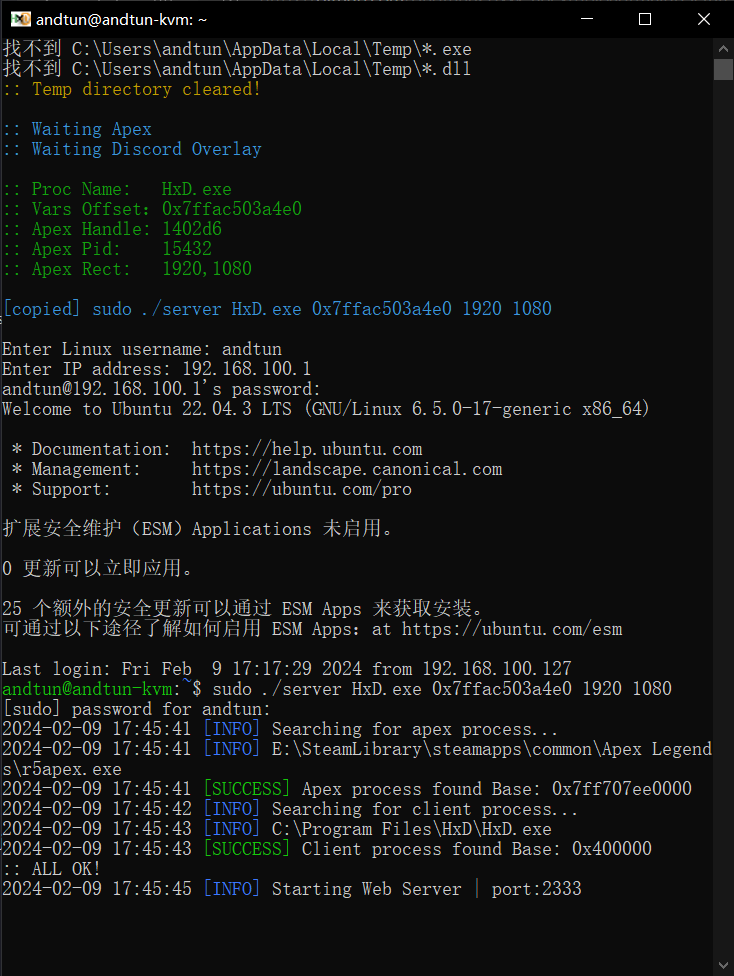 andtun@andtun-kvm: ~
找不到 C:\Users\andtun\AppData\Local\Temp\*.exe
找不到 C:\Users\andtun\AppData\Local\Temp\*.dll
:: Temp directory cleared!
:: Waiting Apex
:: Waiting Discord Overlay
:: Proc Name:   HxD.exe
:: Vars Offset: 0x7ffac503a4e0
:: Apex Handle: 1402d6
:: Apex Pid:    15432
:: Apex Rect:   1920,1080
[copied] sudo ./server HxD.exe 0x7ffac503a4e0 1920 1080
Enter Linux username: andtun
Enter IP address: 192.168.100.1
andtun@192.168.100.1's password:
Welcome to Ubuntu 22.04.3 LTS (GNU/Linux 6.5.0-17-generic x86_64)
 * Documentation:  https://help.ubuntu.com
 * Management:     https://landscape.canonical.com
 * Support:        https://ubuntu.com/pro
扩展安全维护（ESM）Applications 未启用。
0 更新可以立即应用。
25 个额外的安全更新可以通过 ESM Apps 来获取安装。
可通过以下途径了解如何启用 ESM Apps：at https://ubuntu.com/esm
Last login: Fri Feb  9 17:17:29 2024 from 192.168.100.127
andtun@andtun-kvm:~$ sudo ./server HxD.exe 0x7ffac503a4e0 1920 1080
[sudo] password for andtun:
2024-02-09 17:45:41 [INFO] Searching for apex process...
2024-02-09 17:45:41 [INFO] E:\SteamLibrary\steamapps\common\Apex Legend
s\r5apex.exe
2024-02-09 17:45:41 [SUCCESS] Apex process found Base: 0x7ff707ee0000
2024-02-09 17:45:42 [INFO] Searching for client process...
2024-02-09 17:45:43 [INFO] C:\Program Files\HxD\HxD.exe
2024-02-09 17:45:43 [SUCCESS] Client process found Base: 0x400000
:: ALL OK!
2024-02-09 17:45:45 [INFO] Starting Web Server | port:2333